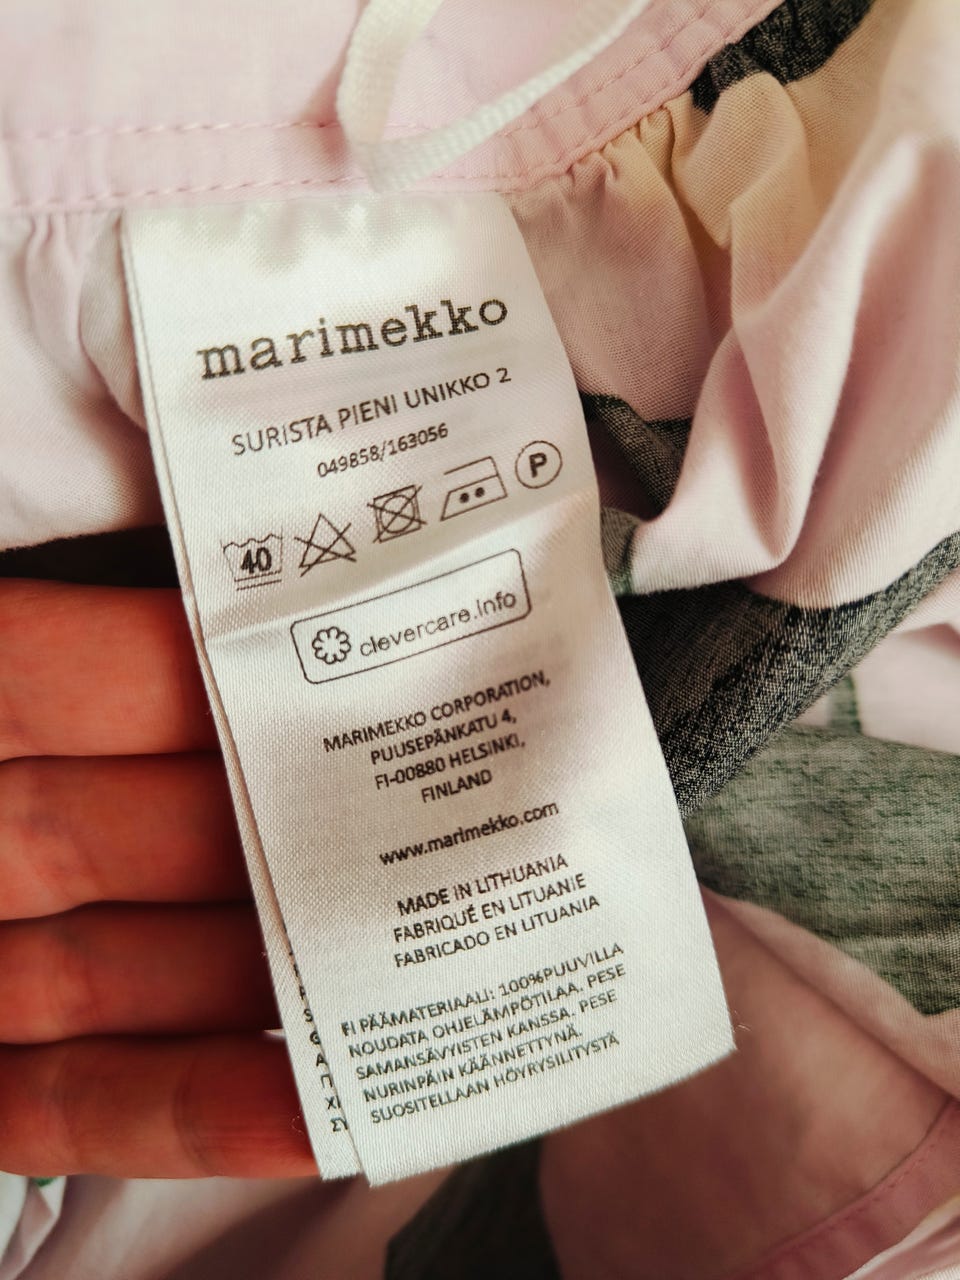 marimekko
SURISTA PIENI UNIKKO 2
049858/163056
40
P
clevercare.info
MARIMEKKO CORPORATION,
PUUSEPÄNKATU 4,
FI-00880 HELSINKI,
FINLAND
www.marimekko.com
MADE IN LITHUANIA
FABRIQUÉ EN LITUANIE
FABRICADO EN LITUANIA
FI PÄÄMATERIAALI: 100%PUUVILLA
NOUDATA OHJELÄMPÖTILAA. PESE
SAMANSÄVYISTEN KANSSA. PESE
NURINPÄIN KÄÄNNETTYNÄ.
SUOSITELLAAN HÖYRYSILITYSTÄ